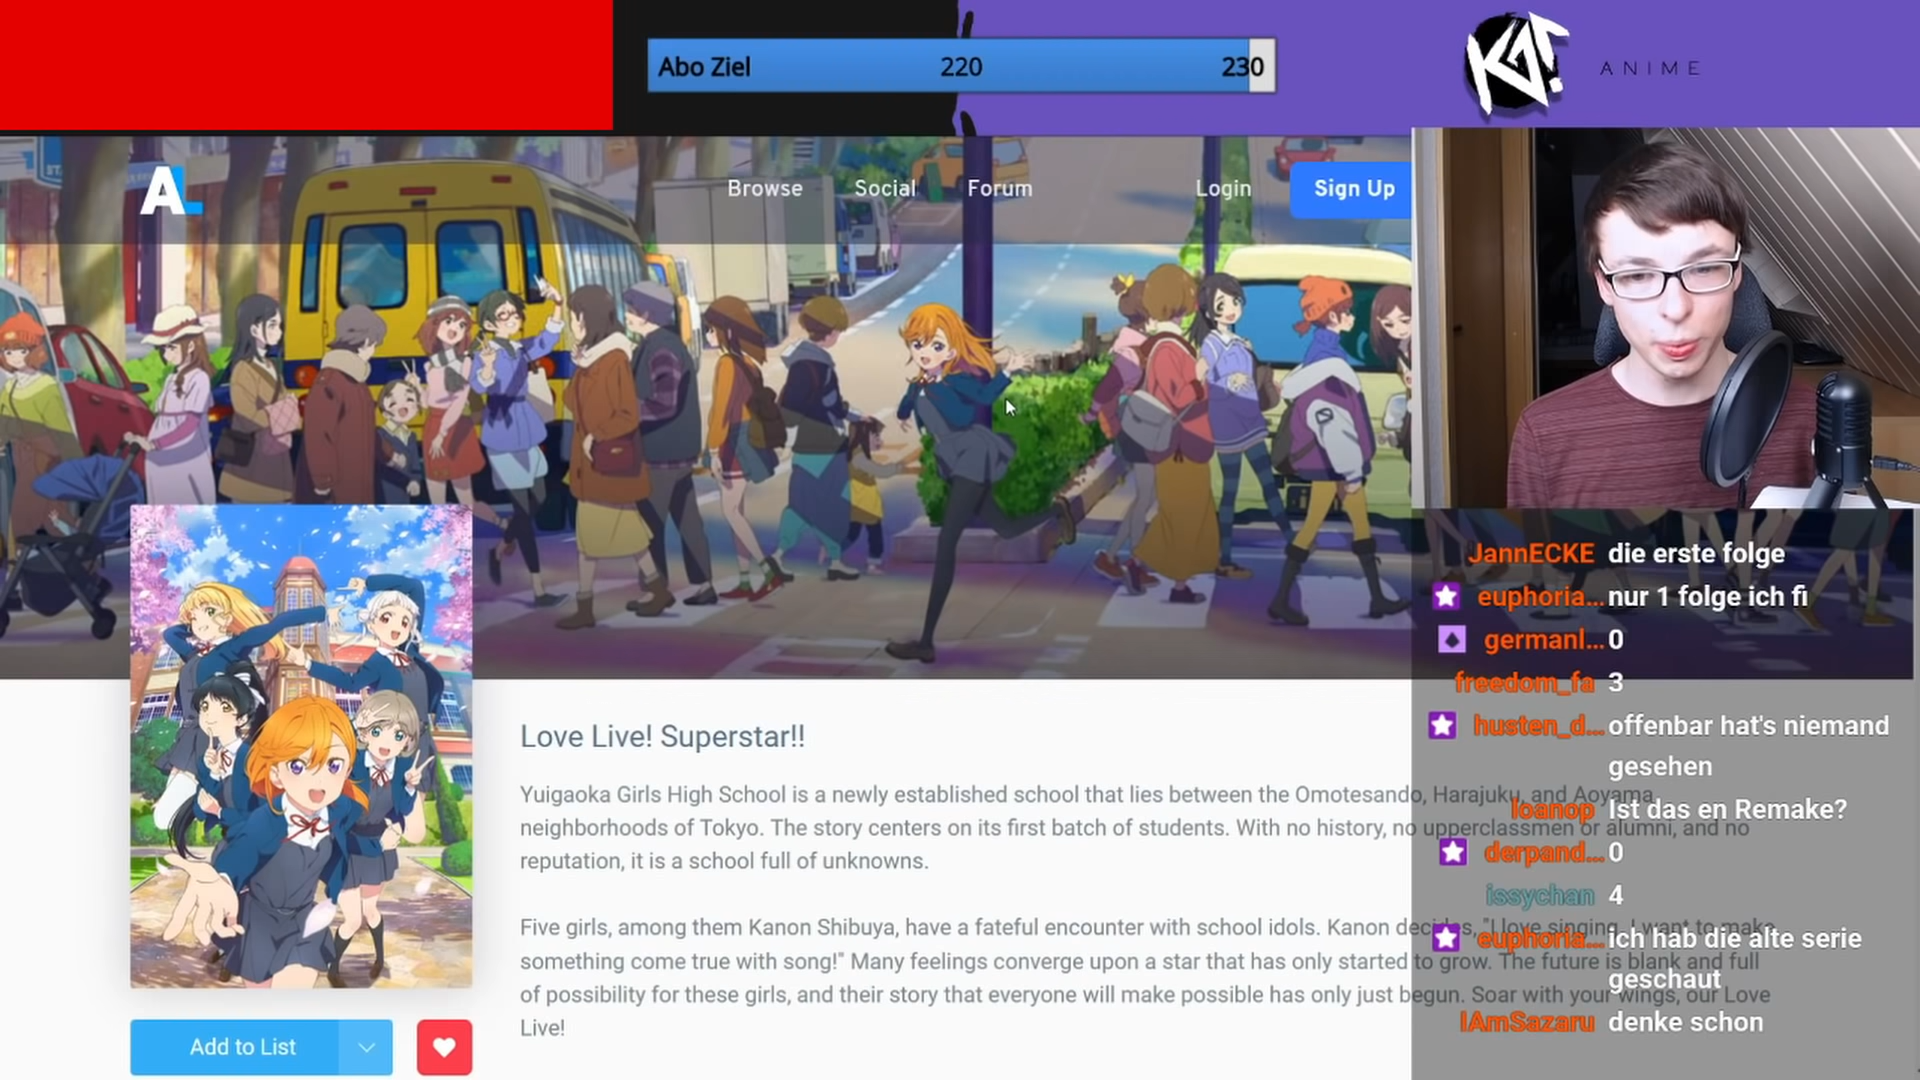 Abo Ziel 220 230
KA! ANIME
AL Browse Social Forum Login Sign Up
Love Live! Superstar!!
Yuigaoka Girls High School is a newly established school that lies between the Omotesando, Harajuku, and Aoyama
neighborhoods of Tokyo. The story centers on its first batch of students. With no history, no upperclassmen or alumni, and no
reputation, it is a school full of unknowns.
Five girls, among them Kanon Shibuya, have a fateful encounter with school idols. Kanon decides, "I love singing. I want to make
something come true with song!" Many feelings converge upon a star that has only started to grow. The future is blank and full
of possibility for these girls, and their story that everyone will make possible has only just begun. Soar with your wings, our Love
Live!
Add to List
JannECKE die erste folge
euphoria... nur 1 folge ich fi
germanl... 0
freedom_fa 3
husten_d... offenbar hat's niemand
gesehen
loanop Ist das en Remake?
derpand... 0
issychan 4
euphoria... ich hab die alte serie
geschaut
IAmSazaru denke schon